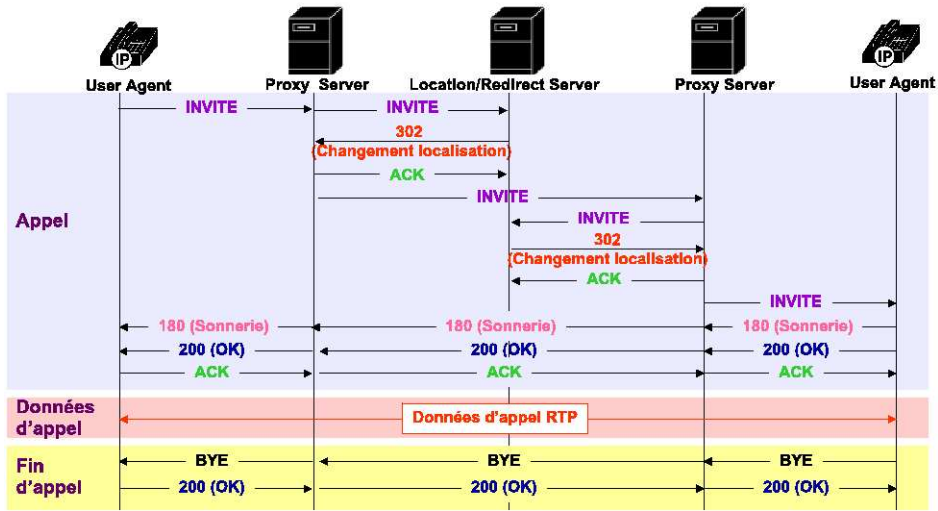 IP
IP
User Agent
Proxy Server
Location/Redirect Server
Proxy Server
User Agent
INVITE
INVITE
302
(Changement localisation)
ACK
INVITE
Appel
INVITE
302
(Changement localisation)
ACK
INVITE
180 (Sonnerie)
180 (Sonnerie)
180 (Sonnerie)
200 (OK)
200 (OK)
200 (OK)
ACK
ACK
ACK
Données
d'appel
Données d'appel RTP
Fin
d'appel
BYE
BYE
BYE
200 (OK)
200 (OK)
200 (OK)